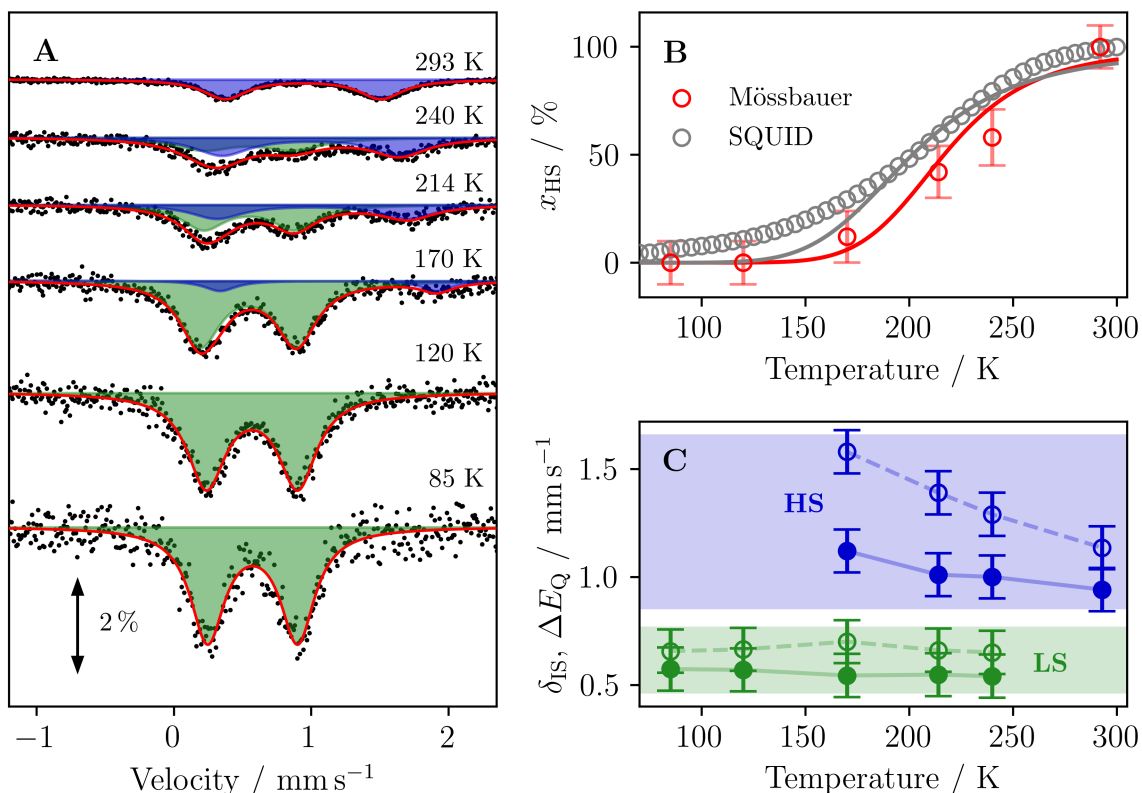 A
293 K
240 K
214 K
170 K
120 K
85 K
2 %
−1 0 1 2
Velocity / mm s⁻¹
B
Mössbauer
SQUID
100
50
0
x_HS / %
100 150 200 250 300
Temperature / K
C
HS
LS
1.5
1.0
0.5
δ_IS, ΔE_Q / mm s⁻¹
100 150 200 250 300
Temperature / K